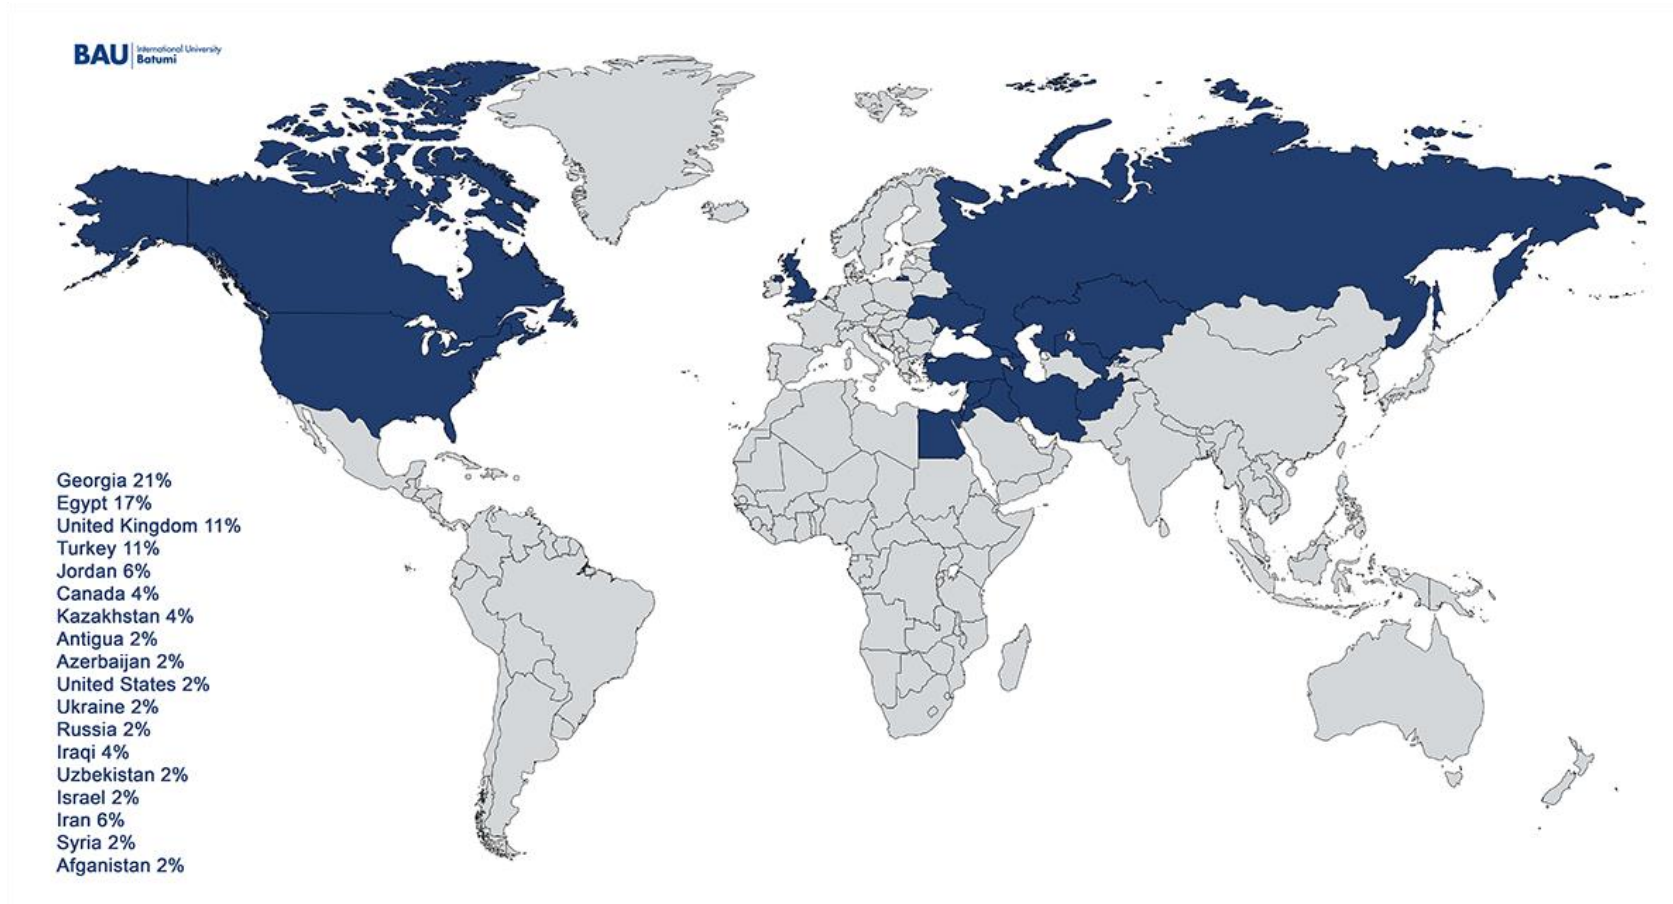 BAU International University
Batumi
Georgia 21%
Egypt 17%
United Kingdom 11%
Turkey 11%
Jordan 6%
Canada 4%
Kazakhstan 4%
Antigua 2%
Azerbaijan 2%
United States 2%
Ukraine 2%
Russia 2%
Iraqi 4%
Uzbekistan 2%
Israel 2%
Iran 6%
Syria 2%
Afganistan 2%